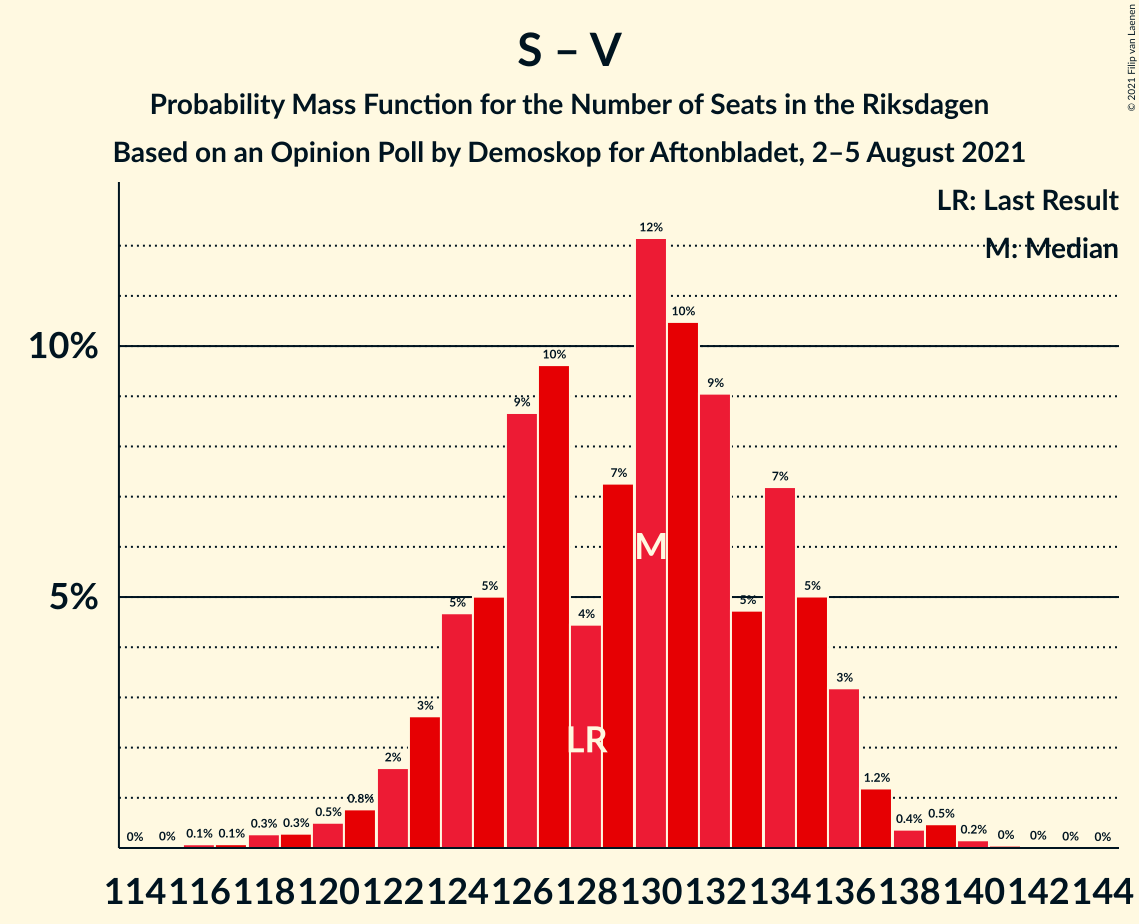 © 2021 Filip van Laenen
S – V
Probability Mass Function for the Number of Seats in the Riksdagen
Based on an Opinion Poll by Demoskop for Aftonbladet, 2–5 August 2021
LR: Last Result
M: Median
10%
5%
0% 0% 0.1% 0.1% 0.3% 0.3% 0.5% 0.8% 2% 3% 5% 5% 9% 10% 4% 7% 12% 10% 9% 5% 7% 5% 3% 1.2% 0.4% 0.5% 0.2% 0% 0% 0% 0%
M
LR
114 116 118 120 122 124 126 128 130 132 134 136 138 140 142 144